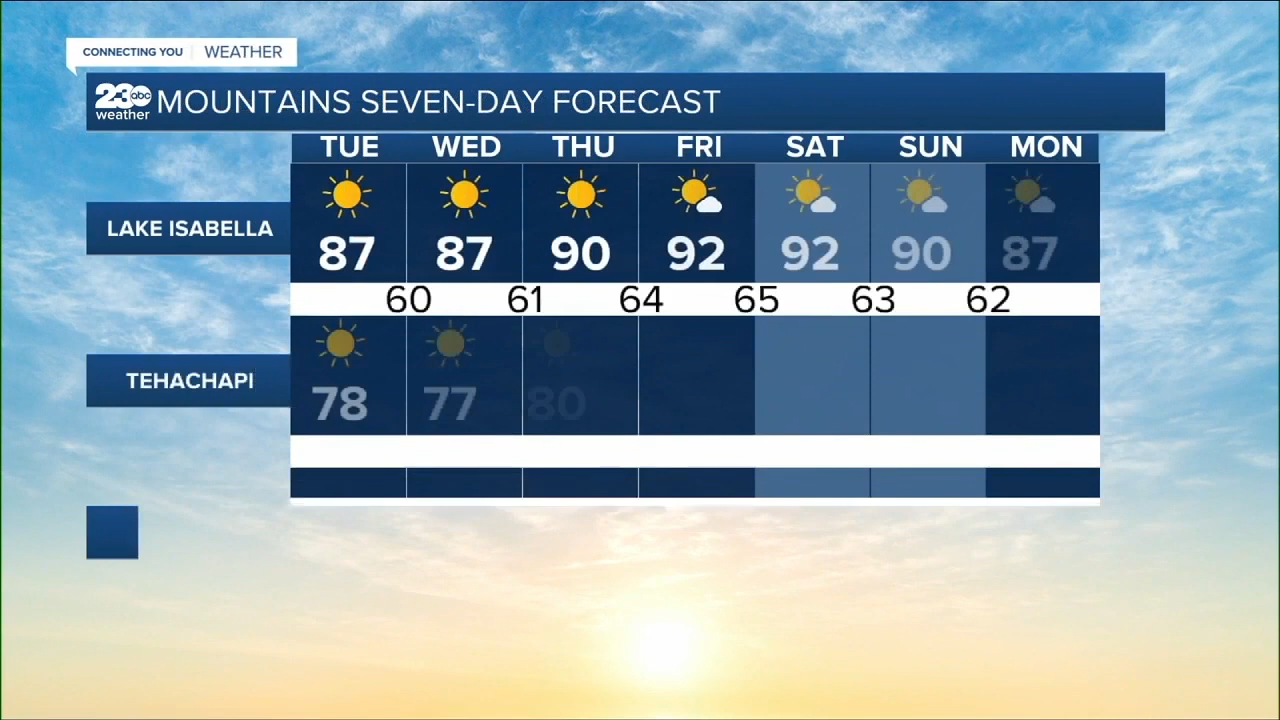 CONNECTING YOU WEATHER
23 abc
weather
MOUNTAINS SEVEN-DAY FORECAST
TUE WED THU FRI SAT SUN MON
LAKE ISABELLA
87 87 90 92 92 90 87
60 61 64 65 63 62
TEHACHAPI
78 77 80